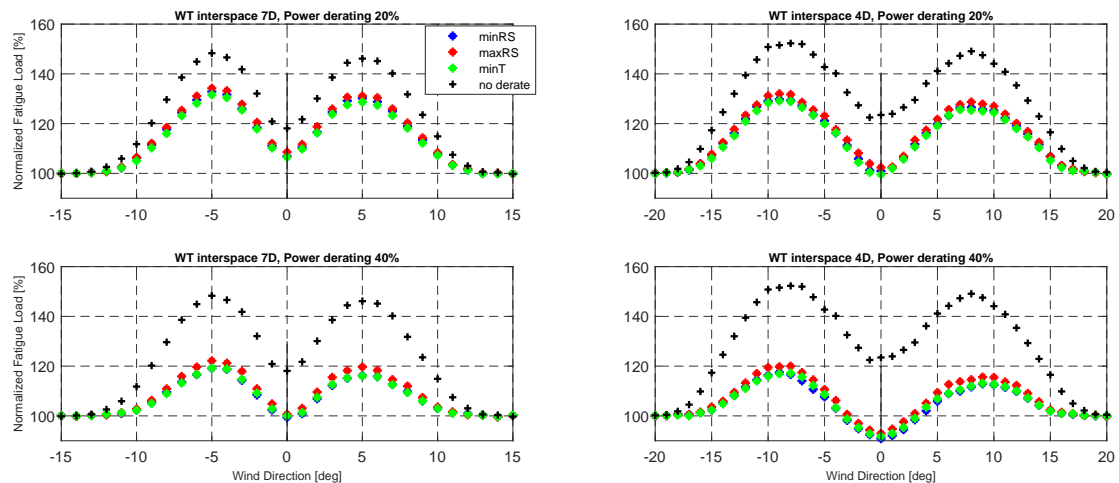 WT interspace 7D, Power derating 20%
Normalized Fatigue Load [%]
160
140
120
100
-15 -10 -5 0 5 10 15
minRS
maxRS
minT
no derate
WT interspace 4D, Power derating 20%
160
140
120
100
-20 -15 -10 -5 0 5 10 15 20
WT interspace 7D, Power derating 40%
Normalized Fatigue Load [%]
160
140
120
100
-15 -10 -5 0 5 10 15
Wind Direction [deg]
WT interspace 4D, Power derating 40%
160
140
120
100
-20 -15 -10 -5 0 5 10 15 20
Wind Direction [deg]